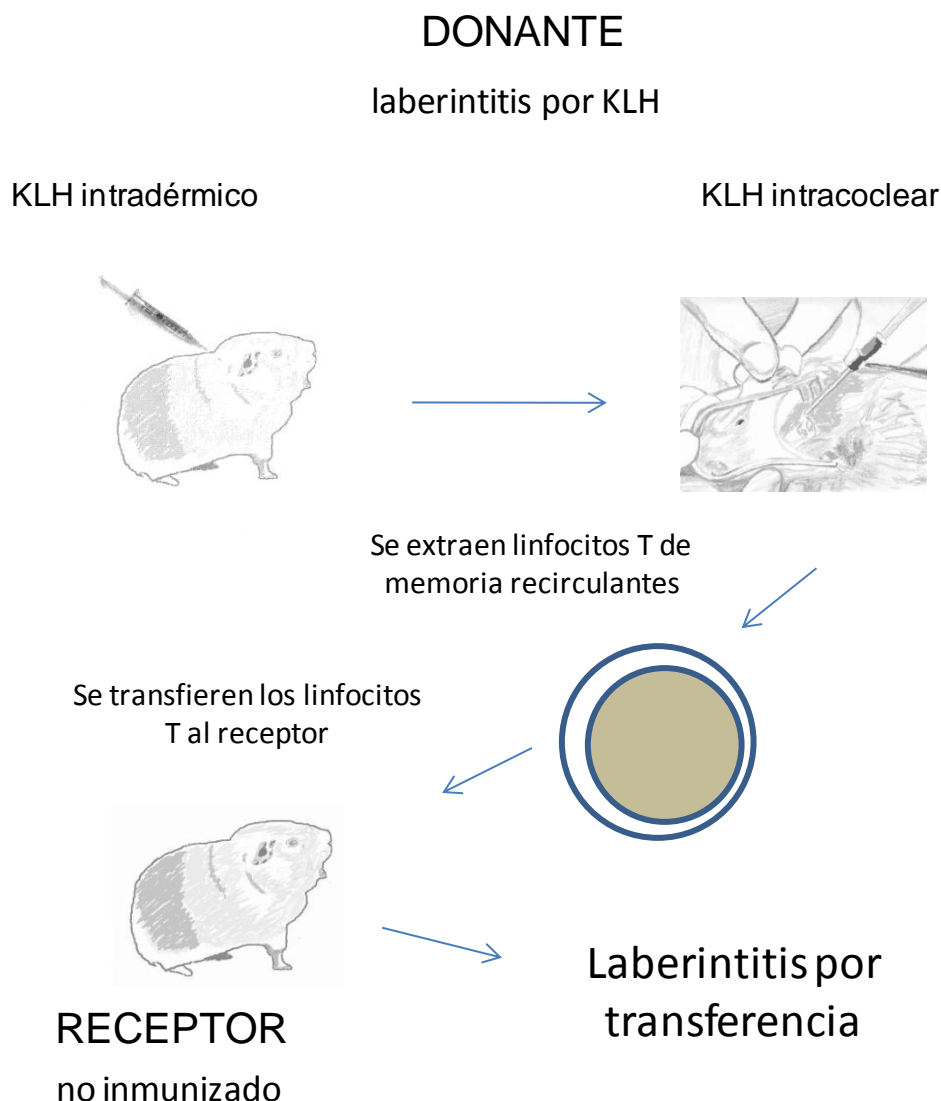 DONANTE
laberintitis por KLH
KLH intradérmico
KLH intracoclear
Se extraen linfocitos T de
memoria recirculantes
Se transfieren los linfocitos
T al receptor
Laberintitis por
transferencia
RECEPTOR
no inmunizado